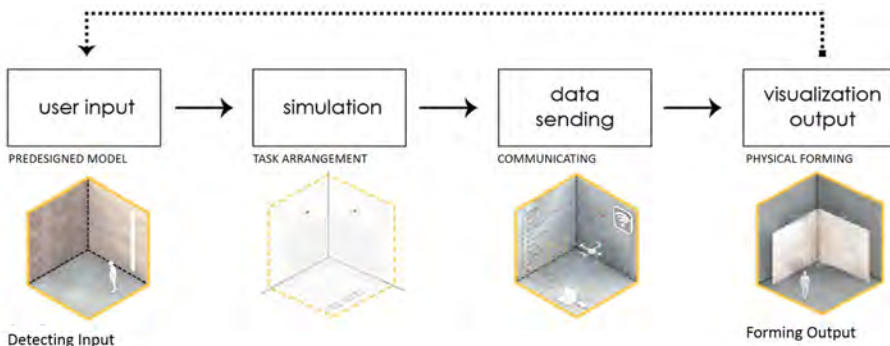 user input
simulation
data
sending
visualization
output
PREDESIGNED MODEL
TASK ARRANGEMENT
COMMUNICATING
PHYSICAL FORMING
Detecting Input
Forming Output